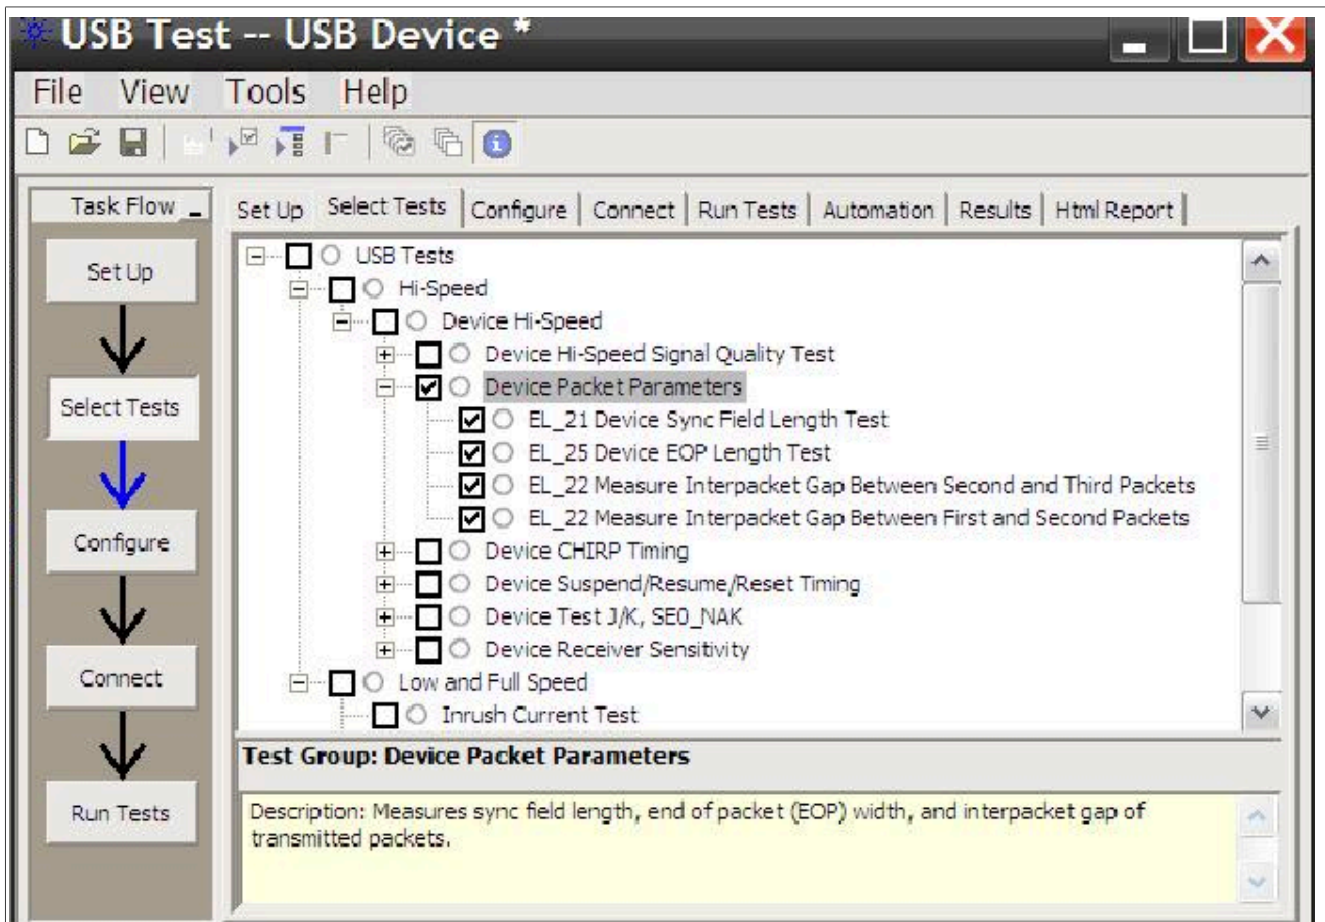 USB Test -- USB Device *
File View Tools Help
Task Flow
Set Up Select Tests Configure Connect Run Tests Automation Results Html Report
Set Up
Select Tests
Configure
Connect
Run Tests
USB Tests
Hi-Speed
Device Hi-Speed
Device Hi-Speed Signal Quality Test
Device Packet Parameters
EL_21 Device Sync Field Length Test
EL_25 Device EOP Length Test
EL_22 Measure Interpacket Gap Between Second and Third Packets
EL_22 Measure Interpacket Gap Between First and Second Packets
Device CHIRP Timing
Device Suspend/Resume/Reset Timing
Device Test J/K, SE0_NAK
Device Receiver Sensitivity
Low and Full Speed
Inrush Current Test
Test Group: Device Packet Parameters
Description: Measures sync field length, end of packet (EOP) width, and interpacket gap of
transmitted packets.